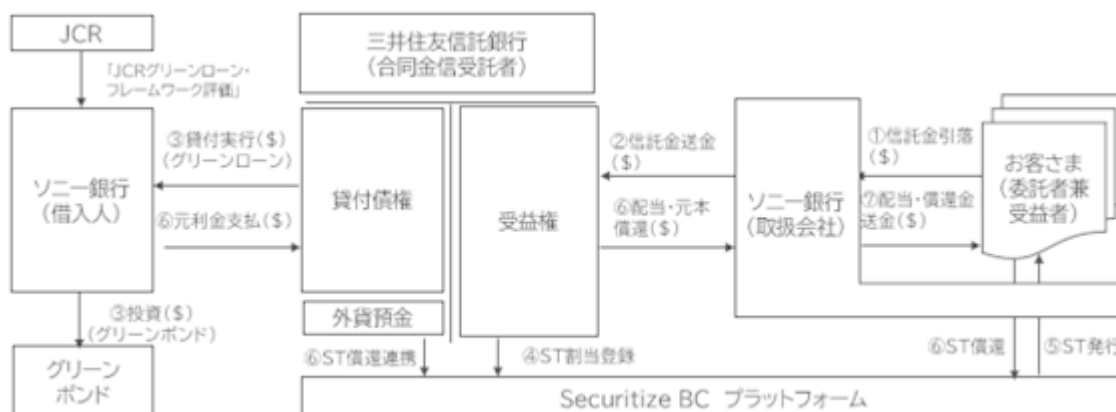 JCR
「JCRグリーンローン・
フレームワーク評価」
三井住友信託銀行
(合同金信受託者)
ソニー銀行
(借入人)
③貸付実行($)
(グリーンローン)
⑥元利金支払($)
貸付債権
受益権
②信託金送金
($)
⑥配当・元本
償還($)
ソニー銀行
(取扱会社)
①信託金引落
($)
⑦配当・償還金
送金($)
お客さま
(委託者兼
受益者)
③投資($)
(グリーンボンド)
外貨預金
グリーン
ボンド
⑥ST償還連携
④ST割当登録
⑥ST償還
⑤ST発行
Securitize BC プラットフォーム